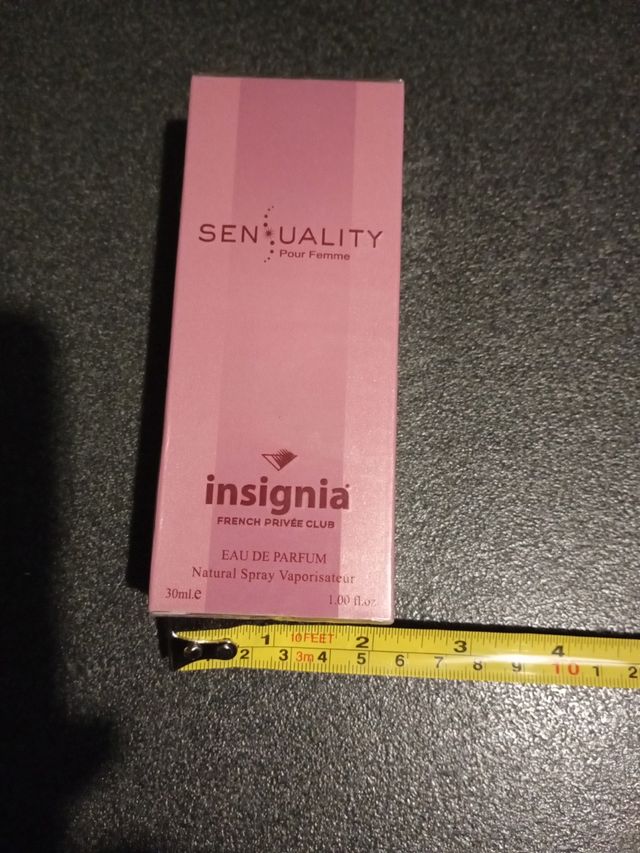 SENSUALITY
Pour Femme
insignia
FRENCH PRIVÉE CLUB
EAU DE PARFUM
Natural Spray Vaporisateur
30ml.e 1.00 fl.oz
1 10FEET 2 3 4
2 3 3m 4 5 6 7 8 9 10 1 2